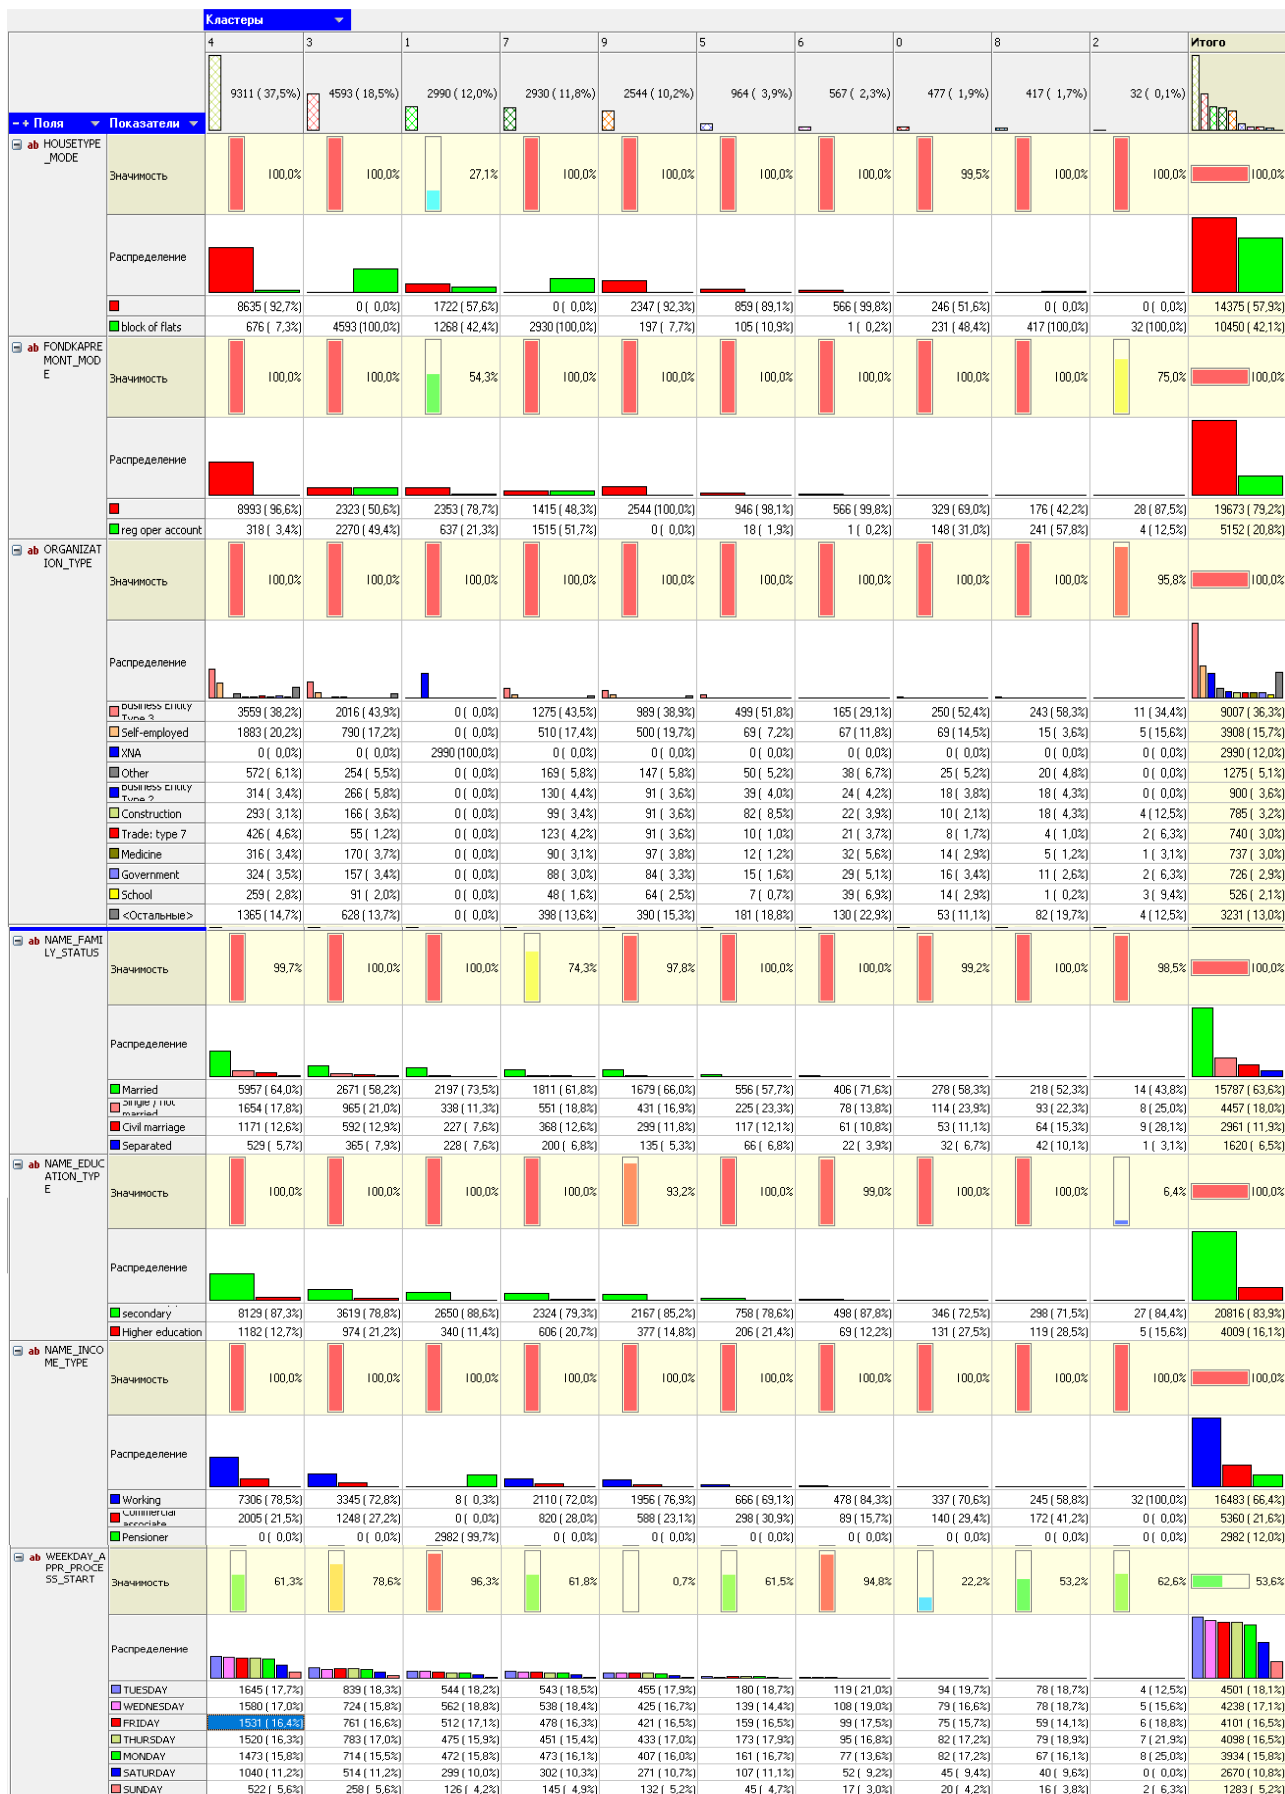 Кластеры
4 3 1 7 9 5 6 0 8 2 Итого
9311 ( 37,5%) 4593 ( 18,5%) 2990 ( 12,0%) 2930 ( 11,8%) 2544 ( 10,2%) 964 ( 3,9%) 567 ( 2,3%) 477 ( 1,9%) 417 ( 1,7%) 32 ( 0,1%)
− + Поля Показатели
ab HOUSETYPE
_MODE
Значимость 100,0% 100,0% 27,1% 100,0% 100,0% 100,0% 100,0% 99,5% 100,0% 100,0% 100,0%
Распределение
8635 ( 92,7%) 0 ( 0,0%) 1722 ( 57,6%) 0 ( 0,0%) 2347 ( 92,3%) 859 ( 89,1%) 566 ( 99,8%) 246 ( 51,6%) 0 ( 0,0%) 0 ( 0,0%) 14375 ( 57,9%)
block of flats 676 ( 7,3%) 4593 (100,0%) 1268 ( 42,4%) 2930 (100,0%) 197 ( 7,7%) 105 ( 10,9%) 1 ( 0,2%) 231 ( 48,4%) 417 (100,0%) 32 (100,0%) 10450 ( 42,1%)
ab FONDKAPRE
MONT_MOD
E
Значимость 100,0% 100,0% 54,3% 100,0% 100,0% 100,0% 100,0% 100,0% 100,0% 75,0% 100,0%
Распределение
8993 ( 96,6%) 2323 ( 50,6%) 2353 ( 78,7%) 1415 ( 48,3%) 2544 (100,0%) 946 ( 98,1%) 566 ( 99,8%) 329 ( 69,0%) 176 ( 42,2%) 28 ( 87,5%) 19673 ( 79,2%)
reg oper account 318 ( 3,4%) 2270 ( 49,4%) 637 ( 21,3%) 1515 ( 51,7%) 0 ( 0,0%) 18 ( 1,9%) 1 ( 0,2%) 148 ( 31,0%) 241 ( 57,8%) 4 ( 12,5%) 5152 ( 20,8%)
ab ORGANIZAT
ION_TYPE
Значимость 100,0% 100,0% 100,0% 100,0% 100,0% 100,0% 100,0% 100,0% 100,0% 95,8% 100,0%
Распределение
Business Entity Type 3 3559 ( 38,2%) 2016 ( 43,9%) 0 ( 0,0%) 1275 ( 43,5%) 989 ( 38,9%) 499 ( 51,8%) 165 ( 29,1%) 250 ( 52,4%) 243 ( 58,3%) 11 ( 34,4%) 9007 ( 36,3%)
Self-employed 1883 ( 20,2%) 790 ( 17,2%) 0 ( 0,0%) 510 ( 17,4%) 500 ( 19,7%) 69 ( 7,2%) 67 ( 11,8%) 69 ( 14,5%) 15 ( 3,6%) 5 ( 15,6%) 3908 ( 15,7%)
XNA 0 ( 0,0%) 0 ( 0,0%) 2990 (100,0%) 0 ( 0,0%) 0 ( 0,0%) 0 ( 0,0%) 0 ( 0,0%) 0 ( 0,0%) 0 ( 0,0%) 0 ( 0,0%) 2990 ( 12,0%)
Other 572 ( 6,1%) 254 ( 5,5%) 0 ( 0,0%) 169 ( 5,8%) 147 ( 5,8%) 50 ( 5,2%) 38 ( 6,7%) 25 ( 5,2%) 20 ( 4,8%) 0 ( 0,0%) 1275 ( 5,1%)
Business Entity Type 2 314 ( 3,4%) 266 ( 5,8%) 0 ( 0,0%) 130 ( 4,4%) 91 ( 3,6%) 39 ( 4,0%) 24 ( 4,2%) 18 ( 3,8%) 18 ( 4,3%) 0 ( 0,0%) 900 ( 3,6%)
Construction 293 ( 3,1%) 166 ( 3,6%) 0 ( 0,0%) 99 ( 3,4%) 91 ( 3,6%) 82 ( 8,5%) 22 ( 3,9%) 10 ( 2,1%) 18 ( 4,3%) 4 ( 12,5%) 785 ( 3,2%)
Trade: type 7 426 ( 4,6%) 55 ( 1,2%) 0 ( 0,0%) 123 ( 4,2%) 91 ( 3,6%) 10 ( 1,0%) 21 ( 3,7%) 8 ( 1,7%) 4 ( 1,0%) 2 ( 6,3%) 740 ( 3,0%)
Medicine 316 ( 3,4%) 170 ( 3,7%) 0 ( 0,0%) 90 ( 3,1%) 97 ( 3,8%) 12 ( 1,2%) 32 ( 5,6%) 14 ( 2,9%) 5 ( 1,2%) 1 ( 3,1%) 737 ( 3,0%)
Government 324 ( 3,5%) 157 ( 3,4%) 0 ( 0,0%) 88 ( 3,0%) 84 ( 3,3%) 15 ( 1,6%) 29 ( 5,1%) 16 ( 3,4%) 11 ( 2,6%) 2 ( 6,3%) 726 ( 2,9%)
School 259 ( 2,8%) 91 ( 2,0%) 0 ( 0,0%) 48 ( 1,6%) 64 ( 2,5%) 7 ( 0,7%) 39 ( 6,9%) 14 ( 2,9%) 1 ( 0,2%) 3 ( 9,4%) 526 ( 2,1%)
<Остальные> 1365 ( 14,7%) 628 ( 13,7%) 0 ( 0,0%) 398 ( 13,6%) 390 ( 15,3%) 181 ( 18,8%) 130 ( 22,9%) 53 ( 11,1%) 82 ( 19,7%) 4 ( 12,5%) 3231 ( 13,0%)
ab NAME_FAMI
LY_STATUS
Значимость 99,7% 100,0% 100,0% 74,3% 97,8% 100,0% 100,0% 99,2% 100,0% 98,5% 100,0%
Распределение
Married 5957 ( 64,0%) 2671 ( 58,2%) 2197 ( 73,5%) 1811 ( 61,8%) 1679 ( 66,0%) 556 ( 57,7%) 406 ( 71,6%) 278 ( 58,3%) 218 ( 52,3%) 14 ( 43,8%) 15787 ( 63,6%)
Single / not married 1654 ( 17,8%) 965 ( 21,0%) 338 ( 11,3%) 551 ( 18,8%) 431 ( 16,9%) 225 ( 23,3%) 78 ( 13,8%) 114 ( 23,9%) 93 ( 22,3%) 8 ( 25,0%) 4457 ( 18,0%)
Civil marriage 1171 ( 12,6%) 592 ( 12,9%) 227 ( 7,6%) 368 ( 12,6%) 299 ( 11,8%) 117 ( 12,1%) 61 ( 10,8%) 53 ( 11,1%) 64 ( 15,3%) 9 ( 28,1%) 2961 ( 11,9%)
Separated 529 ( 5,7%) 365 ( 7,9%) 228 ( 7,6%) 200 ( 6,8%) 135 ( 5,3%) 66 ( 6,8%) 22 ( 3,9%) 32 ( 6,7%) 42 ( 10,1%) 1 ( 3,1%) 1620 ( 6,5%)
ab NAME_EDUC
ATION_TYP
E
Значимость 100,0% 100,0% 100,0% 100,0% 93,2% 100,0% 99,0% 100,0% 100,0% 6,4% 100,0%
Распределение
secondary 8129 ( 87,3%) 3619 ( 78,8%) 2650 ( 88,6%) 2324 ( 79,3%) 2167 ( 85,2%) 758 ( 78,6%) 498 ( 87,8%) 346 ( 72,5%) 298 ( 71,5%) 27 ( 84,4%) 20816 ( 83,9%)
Higher education 1182 ( 12,7%) 974 ( 21,2%) 340 ( 11,4%) 606 ( 20,7%) 377 ( 14,8%) 206 ( 21,4%) 69 ( 12,2%) 131 ( 27,5%) 119 ( 28,5%) 5 ( 15,6%) 4009 ( 16,1%)
ab NAME_INCO
ME_TYPE
Значимость 100,0% 100,0% 100,0% 100,0% 100,0% 100,0% 100,0% 100,0% 100,0% 100,0% 100,0%
Распределение
Working 7306 ( 78,5%) 3345 ( 72,8%) 8 ( 0,3%) 2110 ( 72,0%) 1956 ( 76,9%) 666 ( 69,1%) 478 ( 84,3%) 337 ( 70,6%) 245 ( 58,8%) 32 (100,0%) 16483 ( 66,4%)
Commercial associate 2005 ( 21,5%) 1248 ( 27,2%) 0 ( 0,0%) 820 ( 28,0%) 588 ( 23,1%) 298 ( 30,9%) 89 ( 15,7%) 140 ( 29,4%) 172 ( 41,2%) 0 ( 0,0%) 5360 ( 21,6%)
Pensioner 0 ( 0,0%) 0 ( 0,0%) 2982 ( 99,7%) 0 ( 0,0%) 0 ( 0,0%) 0 ( 0,0%) 0 ( 0,0%) 0 ( 0,0%) 0 ( 0,0%) 0 ( 0,0%) 2982 ( 12,0%)
ab WEEKDAY_A
PPR_PROCE
SS_START
Значимость 61,3% 78,6% 96,3% 61,8% 0,7% 61,5% 94,8% 22,2% 53,2% 62,6% 53,6%
Распределение
TUESDAY 1645 ( 17,7%) 839 ( 18,3%) 544 ( 18,2%) 543 ( 18,5%) 455 ( 17,9%) 180 ( 18,7%) 119 ( 21,0%) 94 ( 19,7%) 78 ( 18,7%) 4 ( 12,5%) 4501 ( 18,1%)
WEDNESDAY 1580 ( 17,0%) 724 ( 15,8%) 562 ( 18,8%) 538 ( 18,4%) 425 ( 16,7%) 139 ( 14,4%) 108 ( 19,0%) 79 ( 16,6%) 78 ( 18,7%) 5 ( 15,6%) 4238 ( 17,1%)
FRIDAY 1531 ( 16,4%) 761 ( 16,6%) 512 ( 17,1%) 478 ( 16,3%) 421 ( 16,5%) 159 ( 16,5%) 99 ( 17,5%) 75 ( 15,7%) 59 ( 14,1%) 6 ( 18,8%) 4101 ( 16,5%)
THURSDAY 1520 ( 16,3%) 783 ( 17,0%) 475 ( 15,9%) 451 ( 15,4%) 433 ( 17,0%) 173 ( 17,9%) 95 ( 16,8%) 82 ( 17,2%) 79 ( 18,9%) 7 ( 21,9%) 4098 ( 16,5%)
MONDAY 1473 ( 15,8%) 714 ( 15,5%) 472 ( 15,8%) 473 ( 16,1%) 407 ( 16,0%) 161 ( 16,7%) 77 ( 13,6%) 82 ( 17,2%) 67 ( 16,1%) 8 ( 25,0%) 3934 ( 15,8%)
SATURDAY 1040 ( 11,2%) 514 ( 11,2%) 299 ( 10,0%) 302 ( 10,3%) 271 ( 10,7%) 107 ( 11,1%) 52 ( 9,2%) 45 ( 9,4%) 40 ( 9,6%) 0 ( 0,0%) 2670 ( 10,8%)
SUNDAY 522 ( 5,6%) 258 ( 5,6%) 126 ( 4,2%) 145 ( 4,9%) 132 ( 5,2%) 45 ( 4,7%) 17 ( 3,0%) 20 ( 4,2%) 16 ( 3,8%) 2 ( 6,3%) 1283 ( 5,2%)